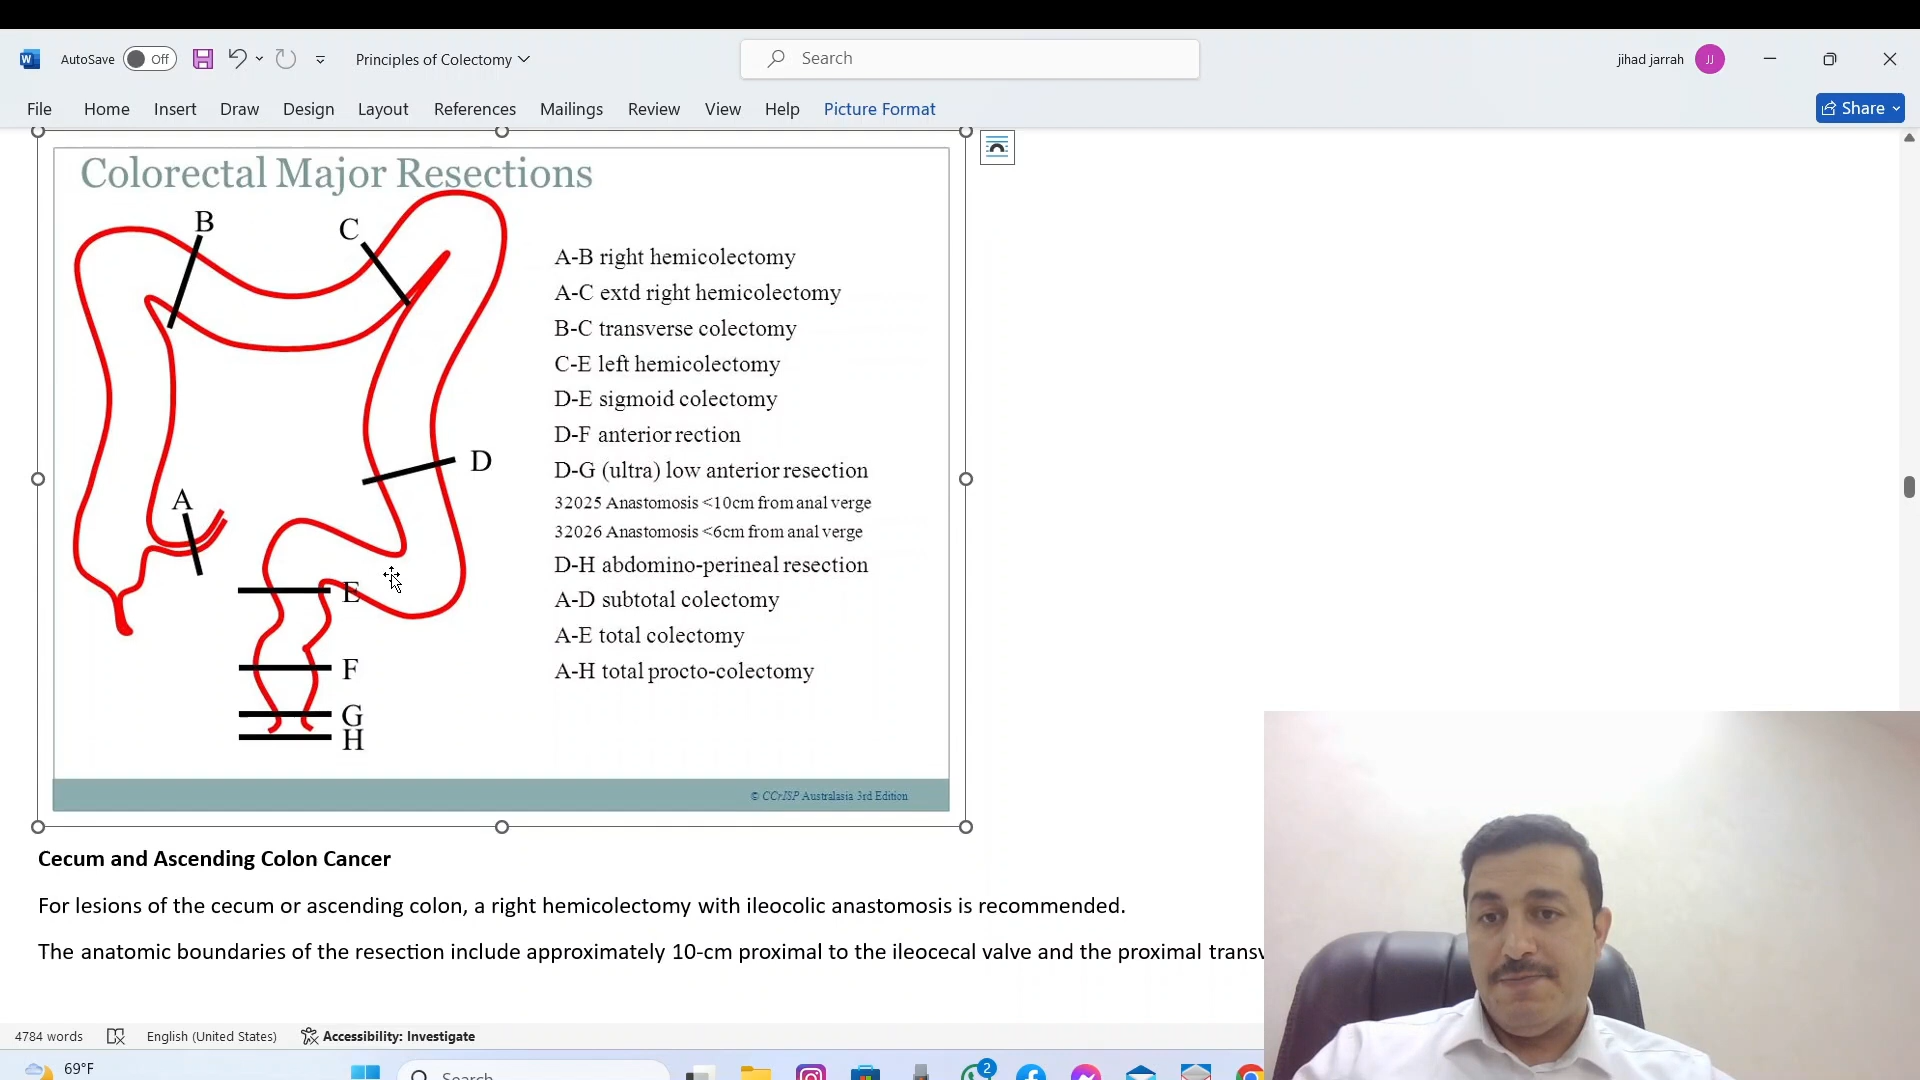 AutoSave
Off
Principles of Colectomy
Search
jihad jarrah
JJ
File
Home
Insert
Draw
Design
Layout
References
Mailings
Review
View
Help
Picture Format
Share
Colorectal Major Resections
B
C
D
A
E
F
G
H
A-B right hemicolectomy
A-C extd right hemicolectomy
B-C transverse colectomy
C-E left hemicolectomy
D-E sigmoid colectomy
D-F anterior rection
D-G (ultra) low anterior resection
32025 Anastomosis <10cm from anal verge
32026 Anastomosis <6cm from anal verge
D-H abdomino-perineal resection
A-D subtotal colectomy
A-E total colectomy
A-H total procto-colectomy
© CCrISP Australasia 3rd Edition
Cecum and Ascending Colon Cancer
For lesions of the cecum or ascending colon, a right hemicolectomy with ileocolic anastomosis is recommended.
The anatomic boundaries of the resection include approximately 10-cm proximal to the ileocecal valve and the proximal transv
4784 words
English (United States)
Accessibility: Investigate
69°F
Search
2